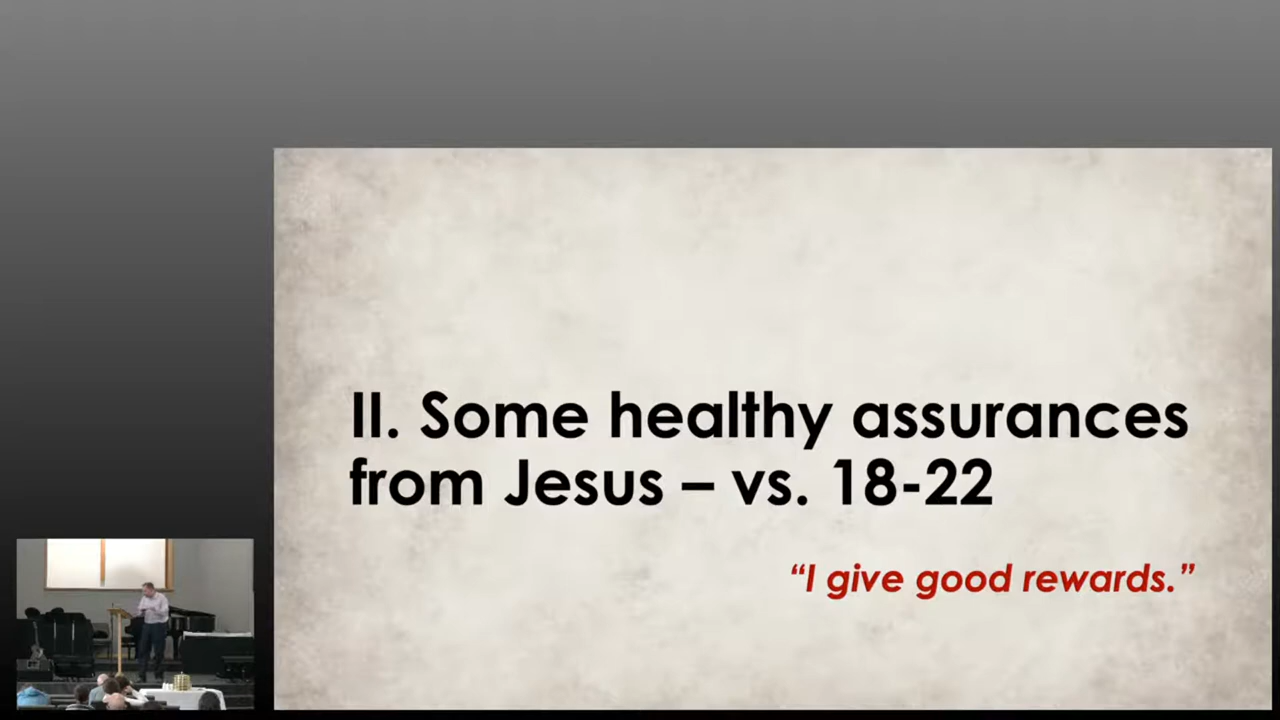 II. Some healthy assurances
from Jesus – vs. 18-22
“I give good rewards.”